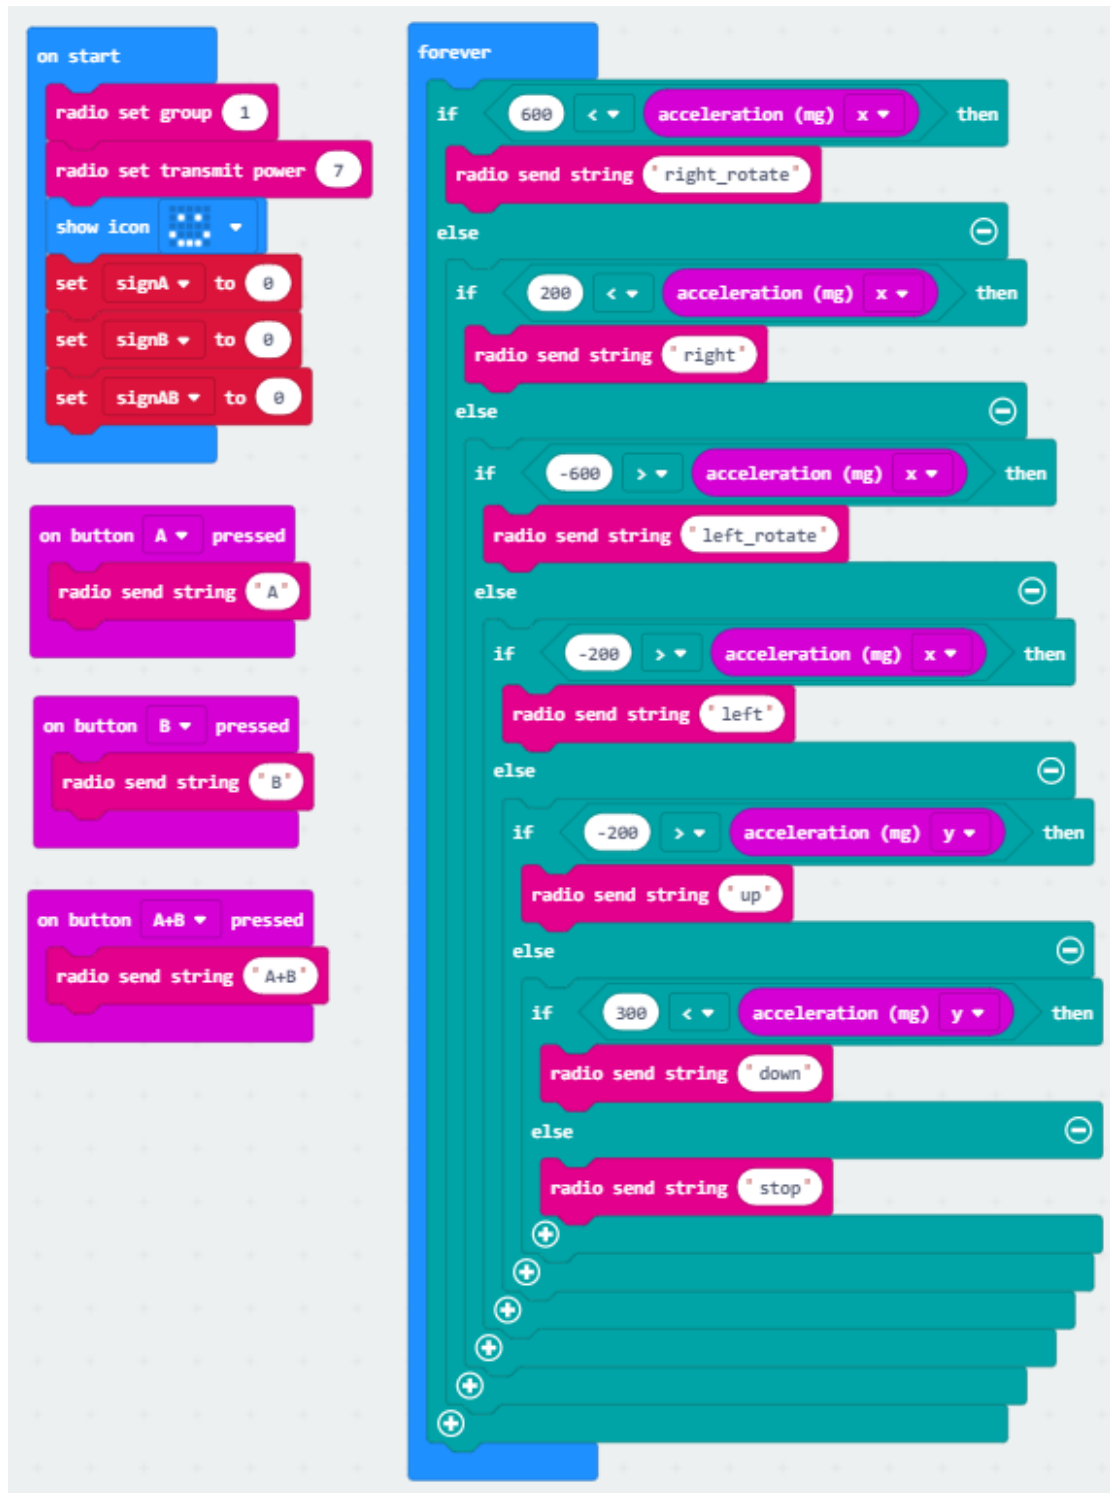 on start
radio set group 1
radio set transmit power 7
show icon
set signA to 0
set signB to 0
set signAB to 0
on button A pressed
radio send string "A"
on button B pressed
radio send string "B"
on button A+B pressed
radio send string "A+B"
forever
if 600 < acceleration (mg) x then
radio send string "right_rotate"
else
if 200 < acceleration (mg) x then
radio send string "right"
else
if -600 > acceleration (mg) x then
radio send string "left_rotate"
else
if -200 > acceleration (mg) x then
radio send string "left"
else
if -200 > acceleration (mg) y then
radio send string "up"
else
if 300 < acceleration (mg) y then
radio send string "down"
else
radio send string "stop"